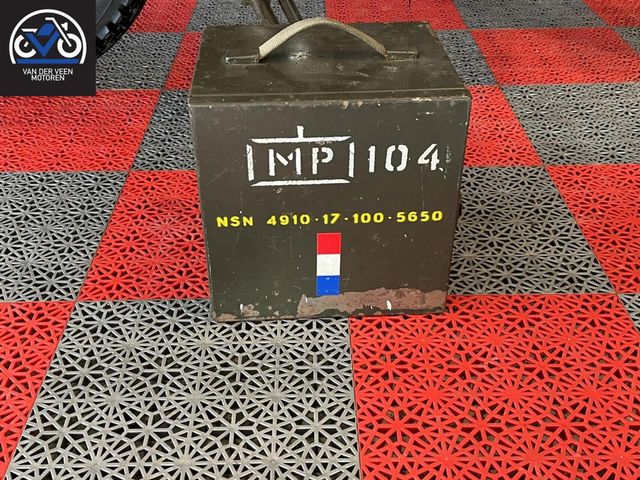 VAN DER VEEN
MOTOREN
MP 104
NSN 4910-17-100-5650